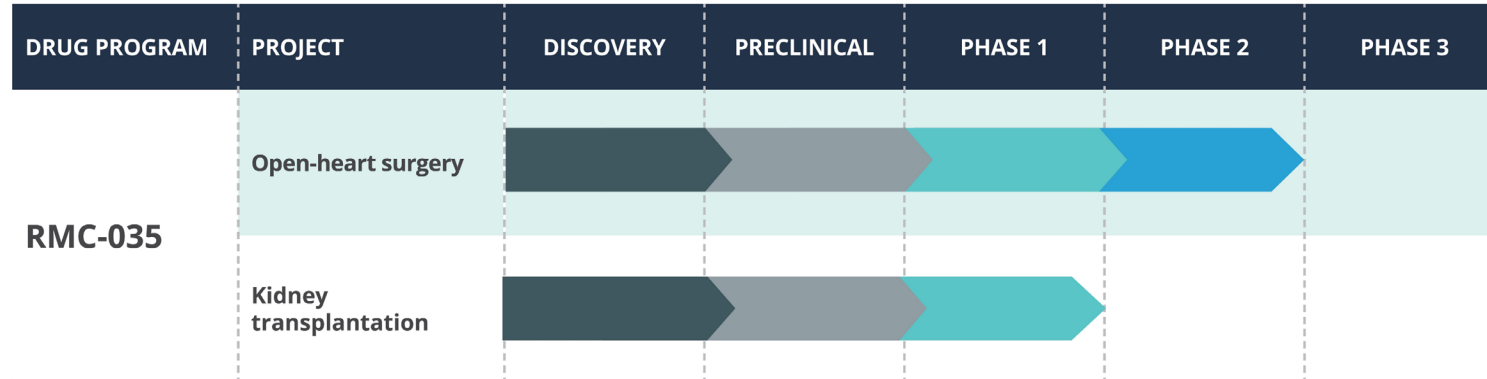 DRUG PROGRAM PROJECT DISCOVERY PRECLINICAL PHASE 1 PHASE 2 PHASE 3
Open-heart surgery
RMC-035
Kidney
transplantation